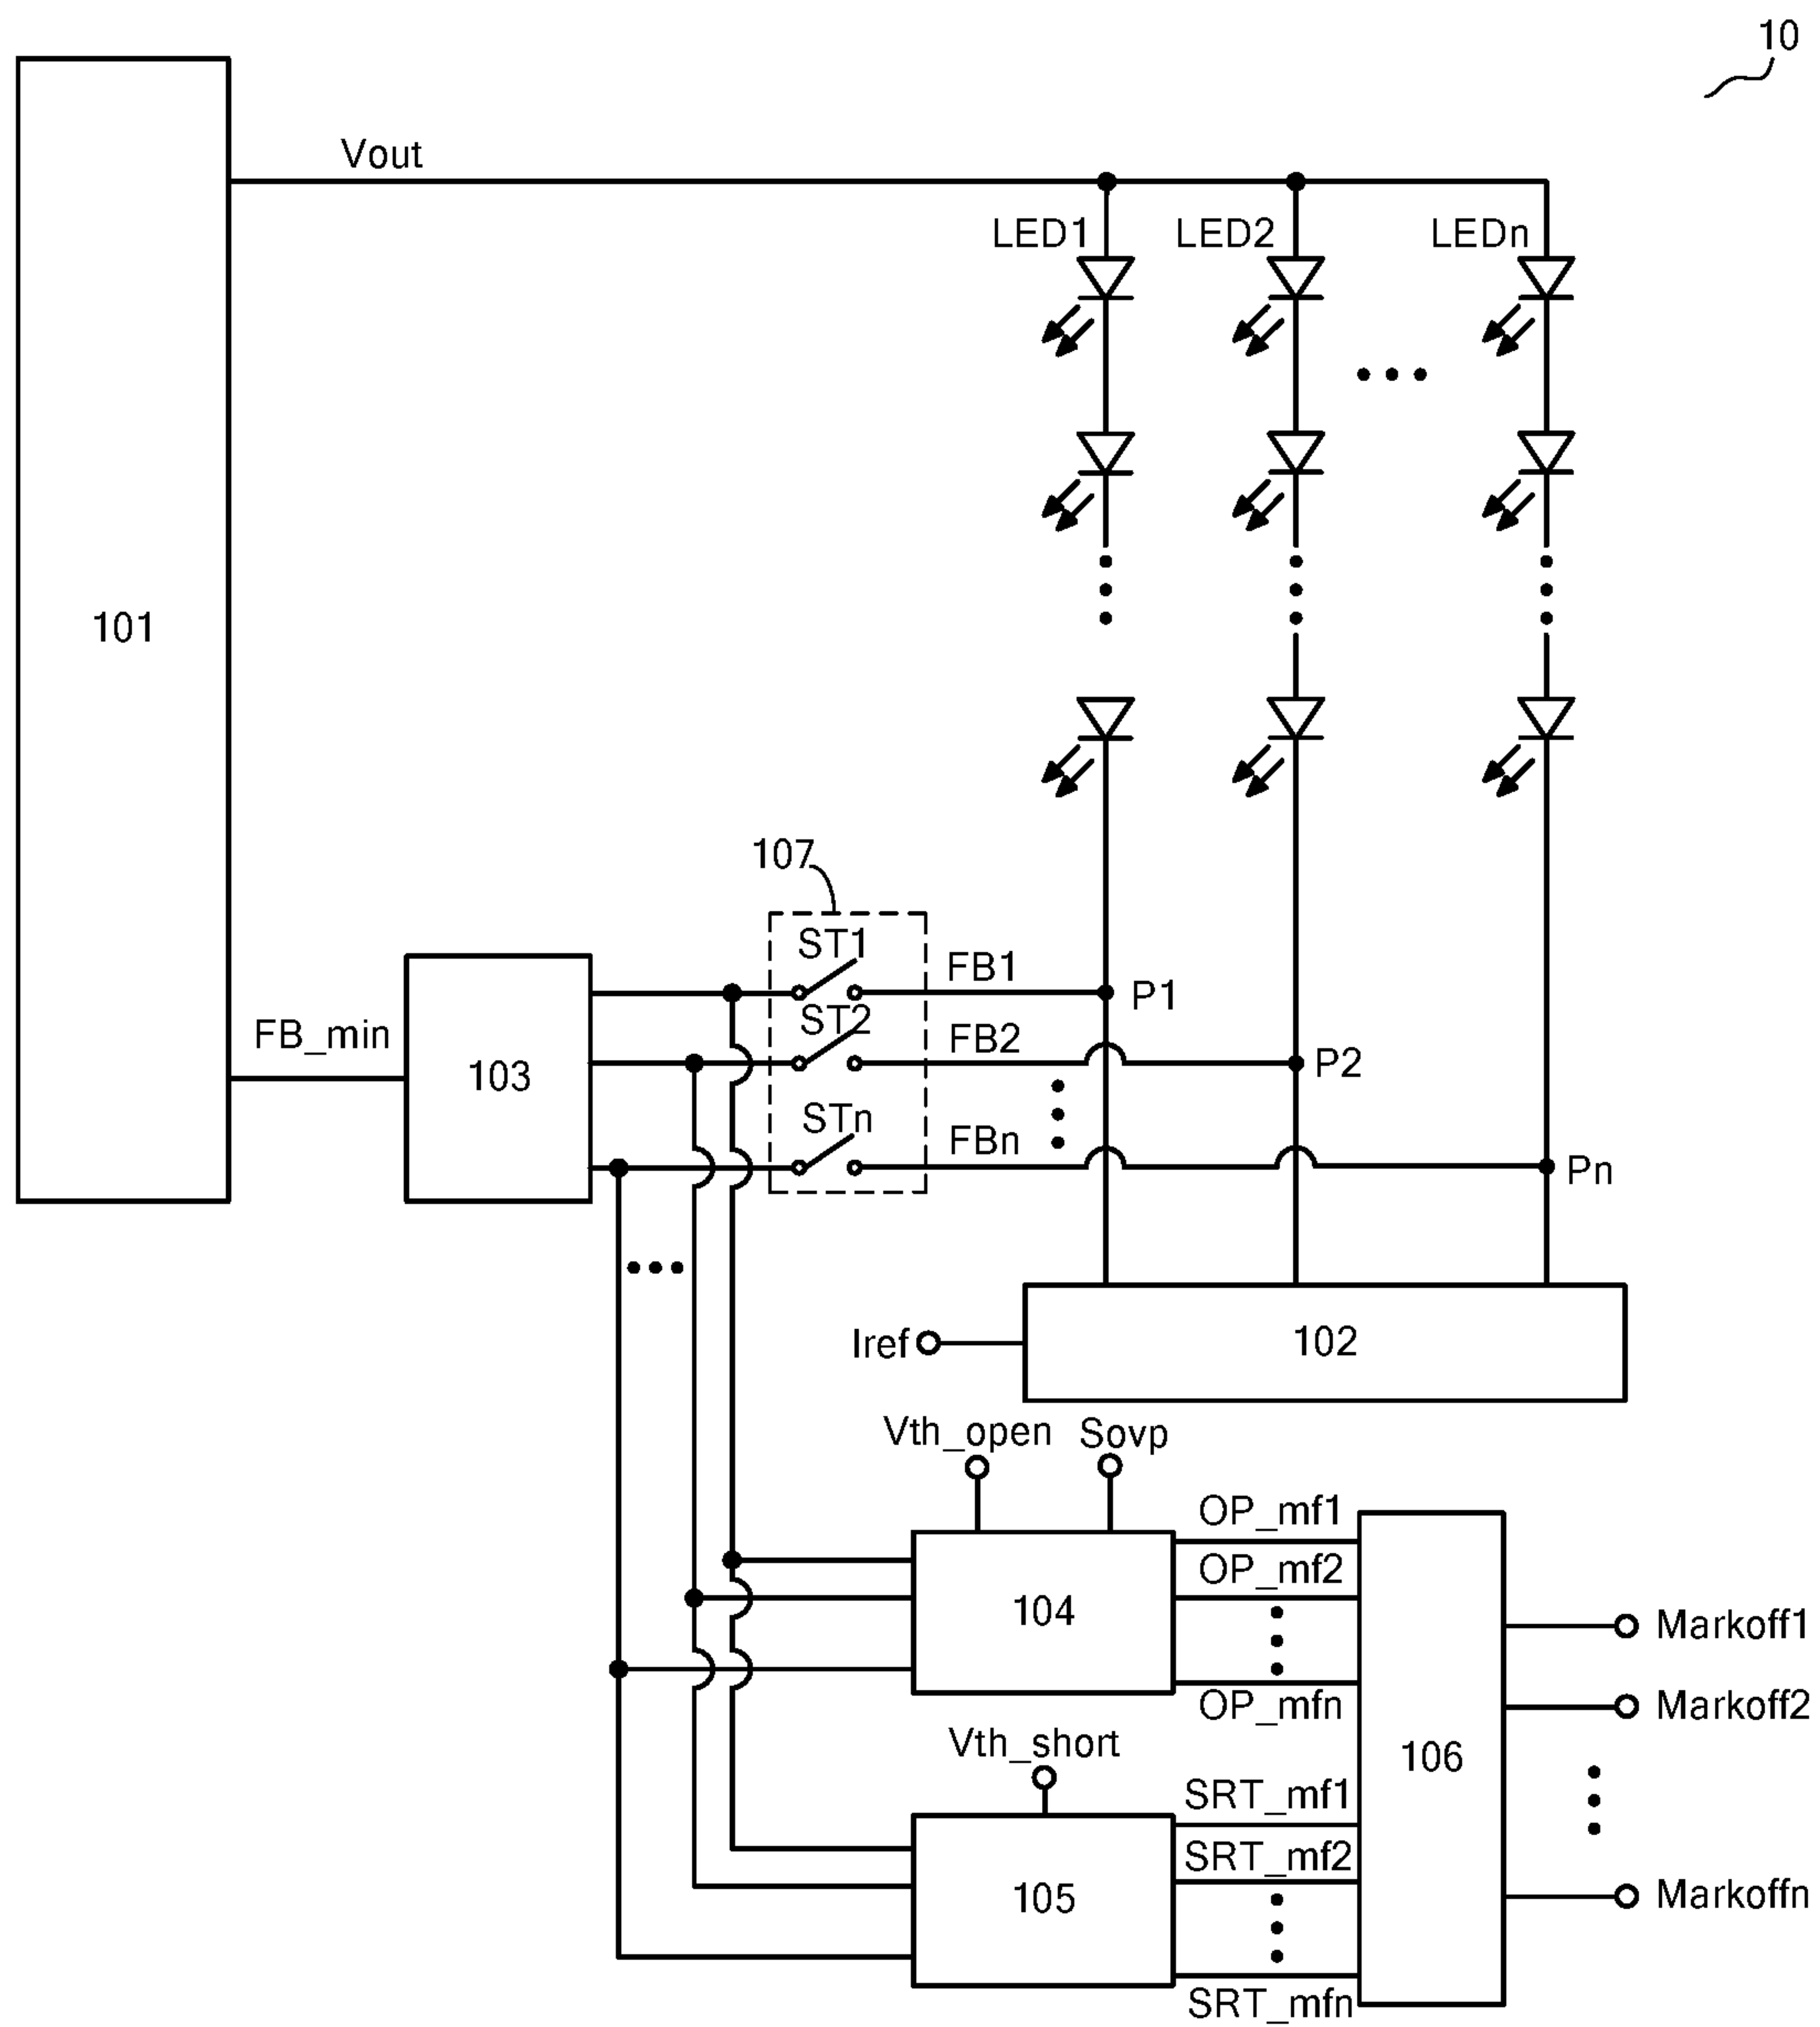 10
Vout
LED1
LED2
LEDn
101
107
ST1
FB1
P1
ST2
FB2
P2
FB_min
103
STn
FBn
Pn
Iref
102
Vth_open
Sovp
OP_mf1
OP_mf2
104
OP_mfn
Markoff1
Markoff2
Vth_short
106
SRT_mf1
SRT_mf2
105
Markoffn
SRT_mfn